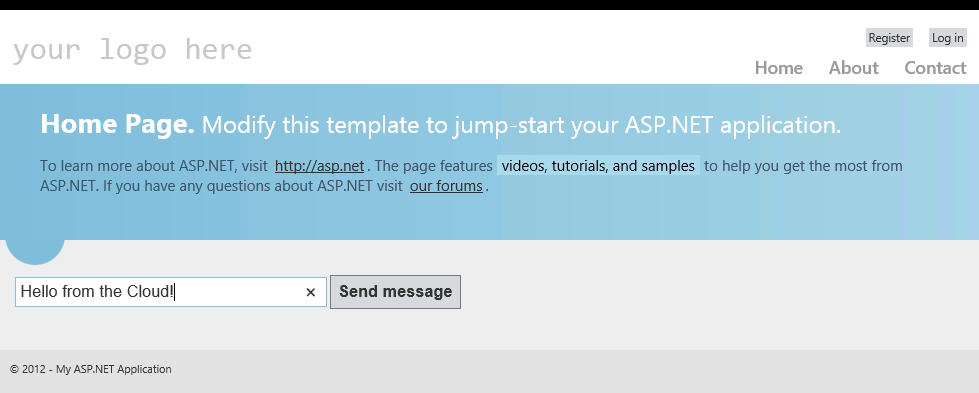 your logo here
Register Log in
Home About Contact
Home Page. Modify this template to jump-start your ASP.NET application.
To learn more about ASP.NET, visit http://asp.net. The page features videos, tutorials, and samples to help you get the most from
ASP.NET. If you have any questions about ASP.NET visit our forums.
Hello from the Cloud! × Send message
© 2012 - My ASP.NET Application